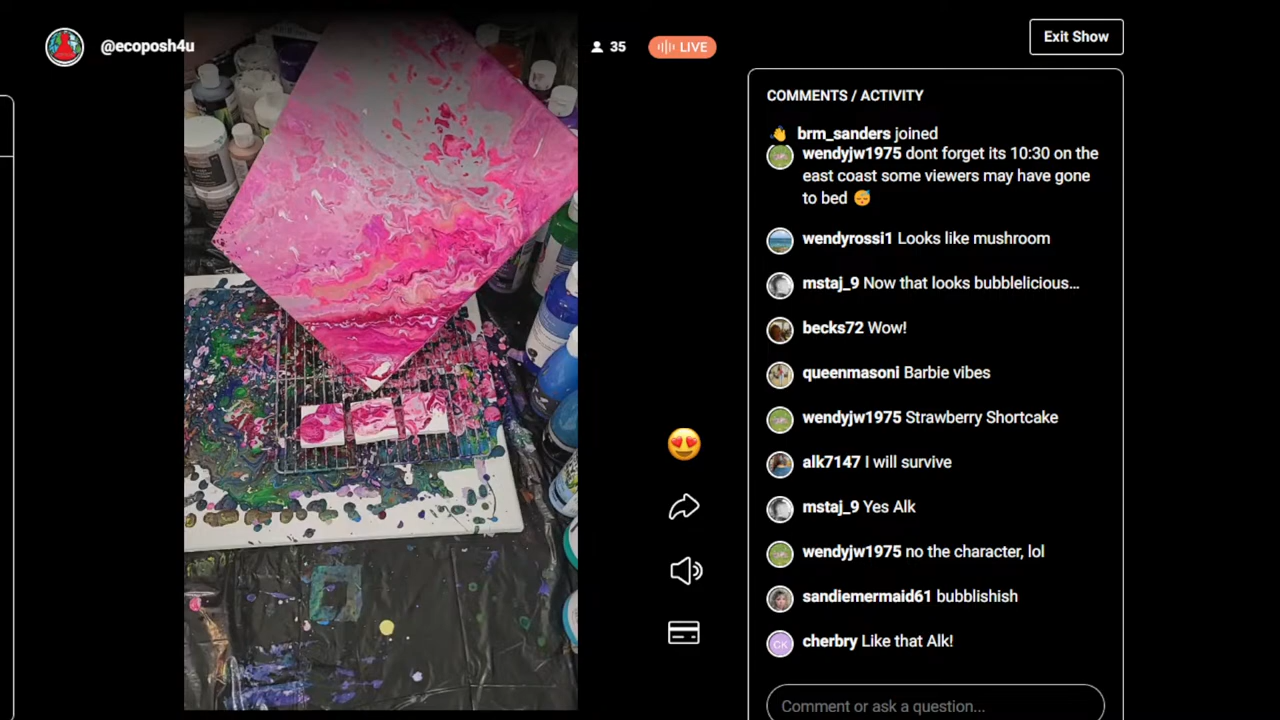 @ecoposh4u
35
LIVE
Exit Show
COMMENTS / ACTIVITY
brm_sanders joined
wendyjw1975 dont forget its 10:30 on the
east coast some viewers may have gone
to bed 😴
wendyrossi1 Looks like mushroom
mstaj_9 Now that looks bubblelicious...
becks72 Wow!
queenmasoni Barbie vibes
wendyjw1975 Strawberry Shortcake
alk7147 I will survive
mstaj_9 Yes Alk
wendyjw1975 no the character, lol
sandiemermaid61 bubblishish
CK
cherbry Like that Alk!
Comment or ask a question...